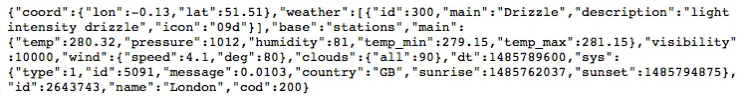 {"coord":{"lon":-0.13,"lat":51.51},"weather":[{"id":300,"main":"Drizzle","description":"light
intensity drizzle","icon":"09d"}],"base":"stations","main":
{"temp":280.32,"pressure":1012,"humidity":81,"temp_min":279.15,"temp_max":281.15},"visibility"
:10000,"wind":{"speed":4.1,"deg":80},"clouds":{"all":90},"dt":1485789600,"sys":
{"type":1,"id":5091,"message":0.0103,"country":"GB","sunrise":1485762037,"sunset":1485794875},
"id":2643743,"name":"London","cod":200}